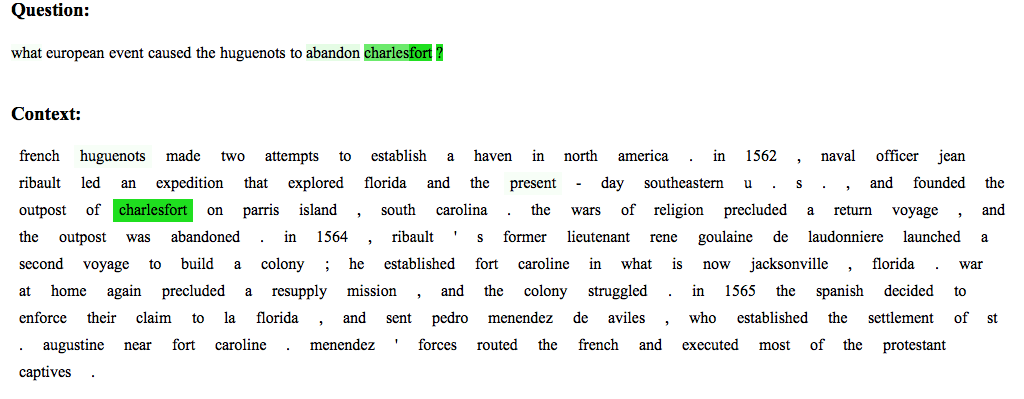 Question:
what european event caused the huguenots to abandon charlesfort ?
Context:
french huguenots made two attempts to establish a haven in north america . in 1562 , naval officer jean
ribault led an expedition that explored florida and the present - day southeastern u . s . , and founded the
outpost of charlesfort on parris island , south carolina . the wars of religion precluded a return voyage , and
the outpost was abandoned . in 1564 , ribault ' s former lieutenant rene goulaine de laudonniere launched a
second voyage to build a colony ; he established fort caroline in what is now jacksonville , florida . war
at home again precluded a resupply mission , and the colony struggled . in 1565 the spanish decided to
enforce their claim to la florida , and sent pedro menendez de aviles , who established the settlement of st
. augustine near fort caroline . menendez ' forces routed the french and executed most of the protestant
captives .